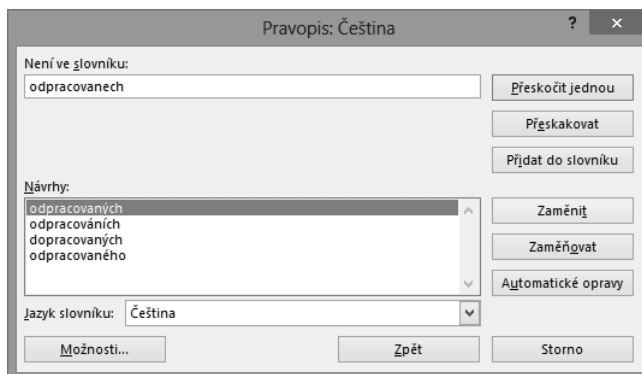 Pravopis: Čeština
?
×
Není ve slovníku:
odpracovanech
Přeskočit jednou
Přeskakovat
Přidat do slovníku
Návrhy:
odpracovaných
odpracováních
dopracovaných
odpracovaného
Zaměnit
Zaměňovat
Automatické opravy
Jazyk slovníku: Čeština
Možnosti... Zpět Storno